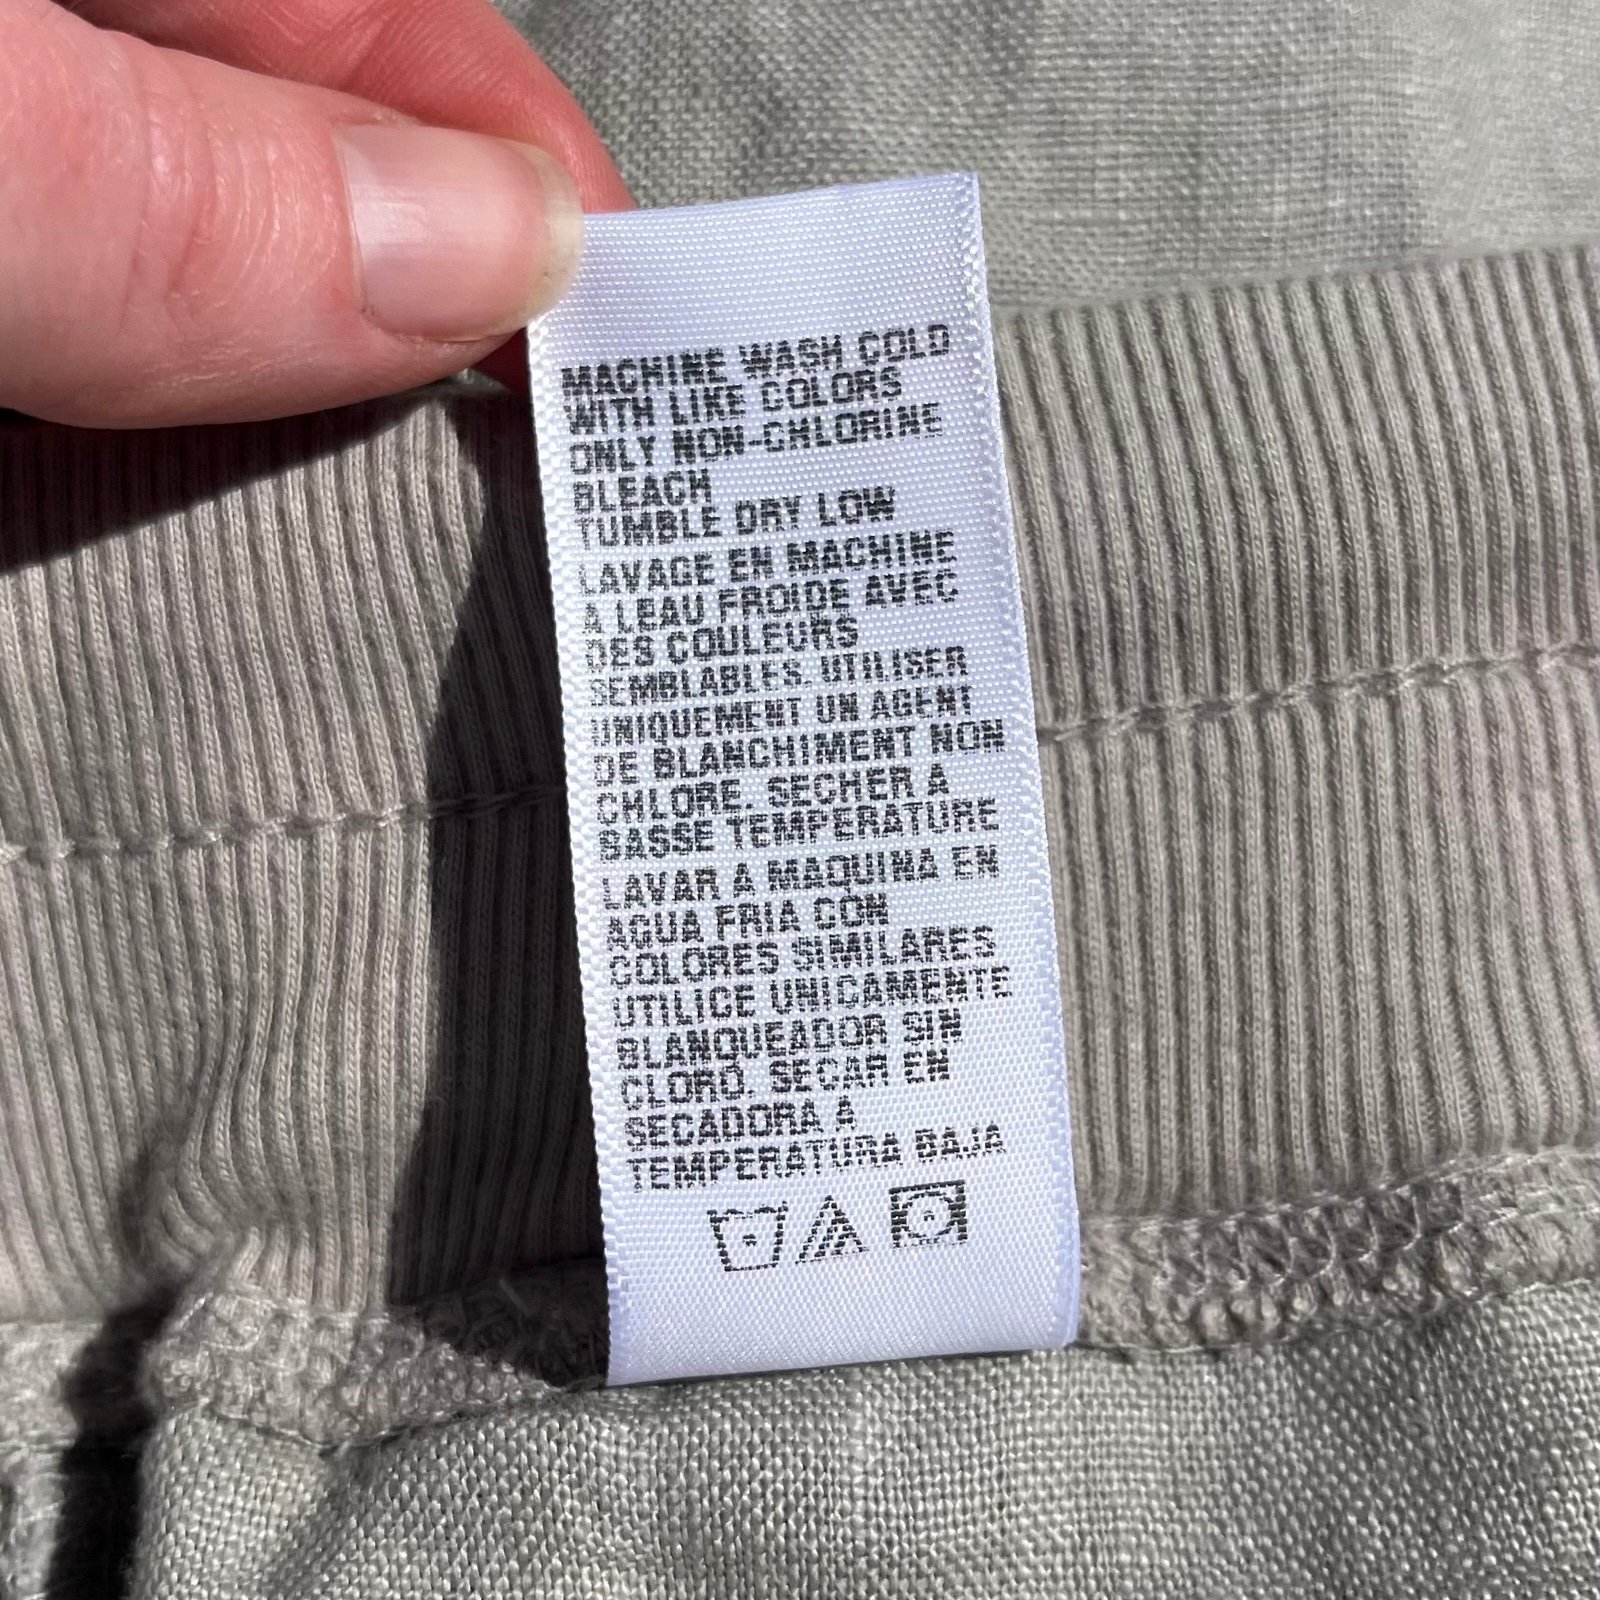 MACHINE WASH COLD
WITH LIKE COLORS
ONLY NON-CHLORINE
BLEACH
TUMBLE DRY LOW
LAVAGE EN MACHINE
A LEAU FROIDE AVEC
DES COULEURS
SEMBLABLES. UTILISER
UNIQUEMENT UN AGENT
DE BLANCHIMENT NON
CHLORE. SECHER A
BASSE TEMPERATURE
LAVAR A MAQUINA EN
AGUA FRIA CON
COLORES SIMILARES
UTILICE UNICAMENTE
BLANQUEADOR SIN
CLORO. SECAR EN
SECADORA A
TEMPERATURA BAJA